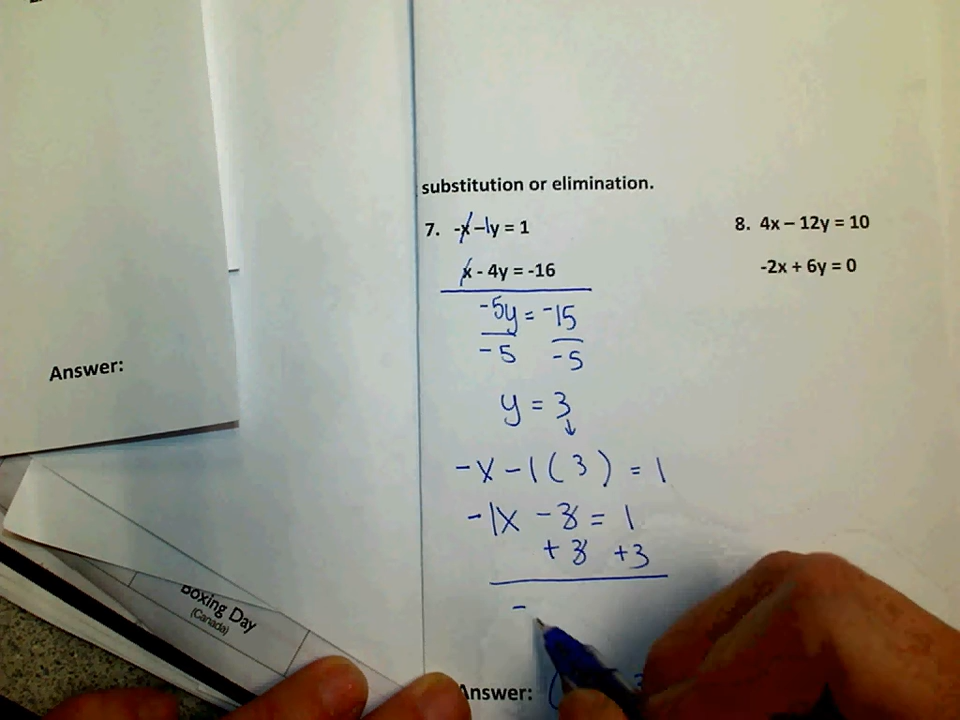 substitution or elimination.
7. -x – 1y = 1
8. 4x – 12y = 10
x - 4y = -16
-2x + 6y = 0
-5y = -15
-5 -5
y = 3
↓
-x - 1 ( 3 ) = 1
-1x - 3 = 1
+ 3 +3
-
Answer: (
Answer:
Boxing Day
(Canada)